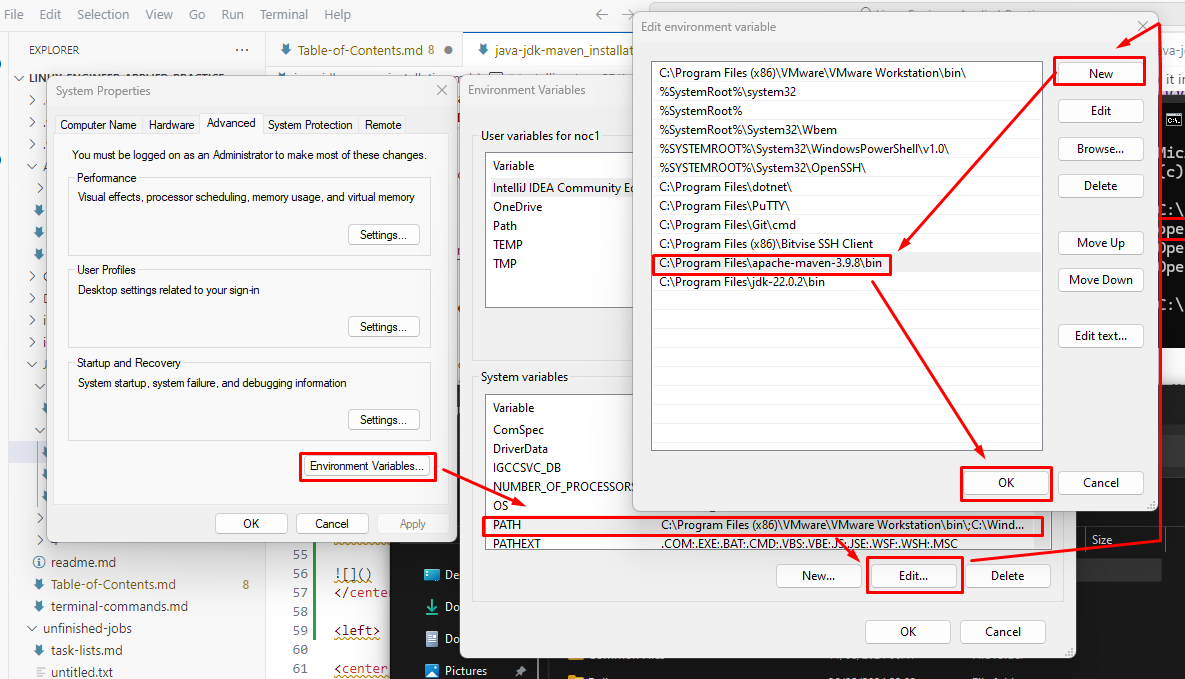 File Edit Selection View Go Run Terminal Help
EXPLORER
Table-of-Contents.md 8
java-jdk-maven_installat
LINUX-ENGINEER-APPLIED-PRACTICE
System Properties
Computer Name Hardware Advanced System Protection Remote
You must be logged on as an Administrator to make most of these changes.
Performance
Visual effects, processor scheduling, memory usage, and virtual memory
Settings...
User Profiles
Desktop settings related to your sign-in
Settings...
Startup and Recovery
System startup, system failure, and debugging information
Settings...
Environment Variables...
OK Cancel Apply
readme.md
Table-of-Contents.md 8
terminal-commands.md
unfinished-jobs
task-lists.md
untitled.txt
55
56 ![]()
57 </center
58
59 <left>
60
61 <center
Environment Variables
User variables for noc1
Variable
IntelliJ IDEA Community Ed
OneDrive
Path
TEMP
TMP
System variables
Variable
ComSpec
DriverData
IGCCSVC_DB
NUMBER_OF_PROCESSORS
OS
PATH C:\Program Files (x86)\VMware\VMware Workstation\bin\;C:\Wind...
PATHEXT .COM;.EXE;.BAT;.CMD;.VBS;.VBE;.JS;.JSE;.WSF;.WSH;.MSC
New... Edit... Delete
OK Cancel
Edit environment variable
C:\Program Files (x86)\VMware\VMware Workstation\bin\
%SystemRoot%\system32
%SystemRoot%
%SystemRoot%\System32\Wbem
%SYSTEMROOT%\System32\WindowsPowerShell\v1.0\
%SYSTEMROOT%\System32\OpenSSH\
C:\Program Files\dotnet\
C:\Program Files\PuTTY\
C:\Program Files\Git\cmd
C:\Program Files (x86)\Bitvise SSH Client
C:\Program Files\apache-maven-3.9.8\bin
C:\Program Files\jdk-22.0.2\bin
New
Edit
Browse...
Delete
Move Up
Move Down
Edit text...
OK Cancel
Size
Pictures